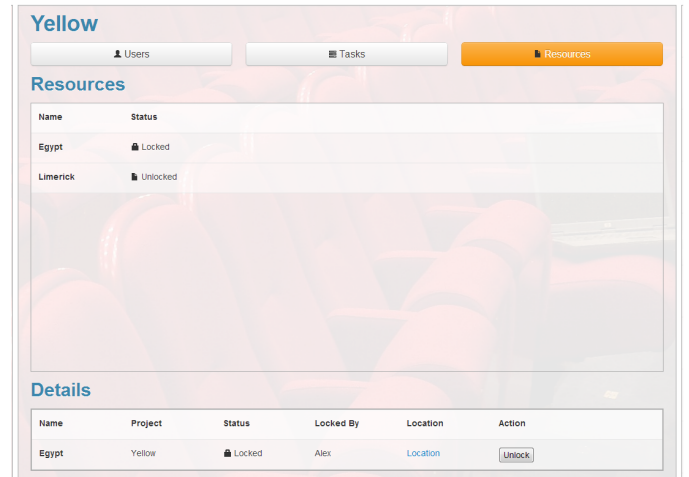 Yellow
Users Tasks Resources
Resources
Name Status
Egypt Locked
Limerick Unlocked
Details
Name Project Status Locked By Location Action
Egypt Yellow Locked Alex Location Unlock